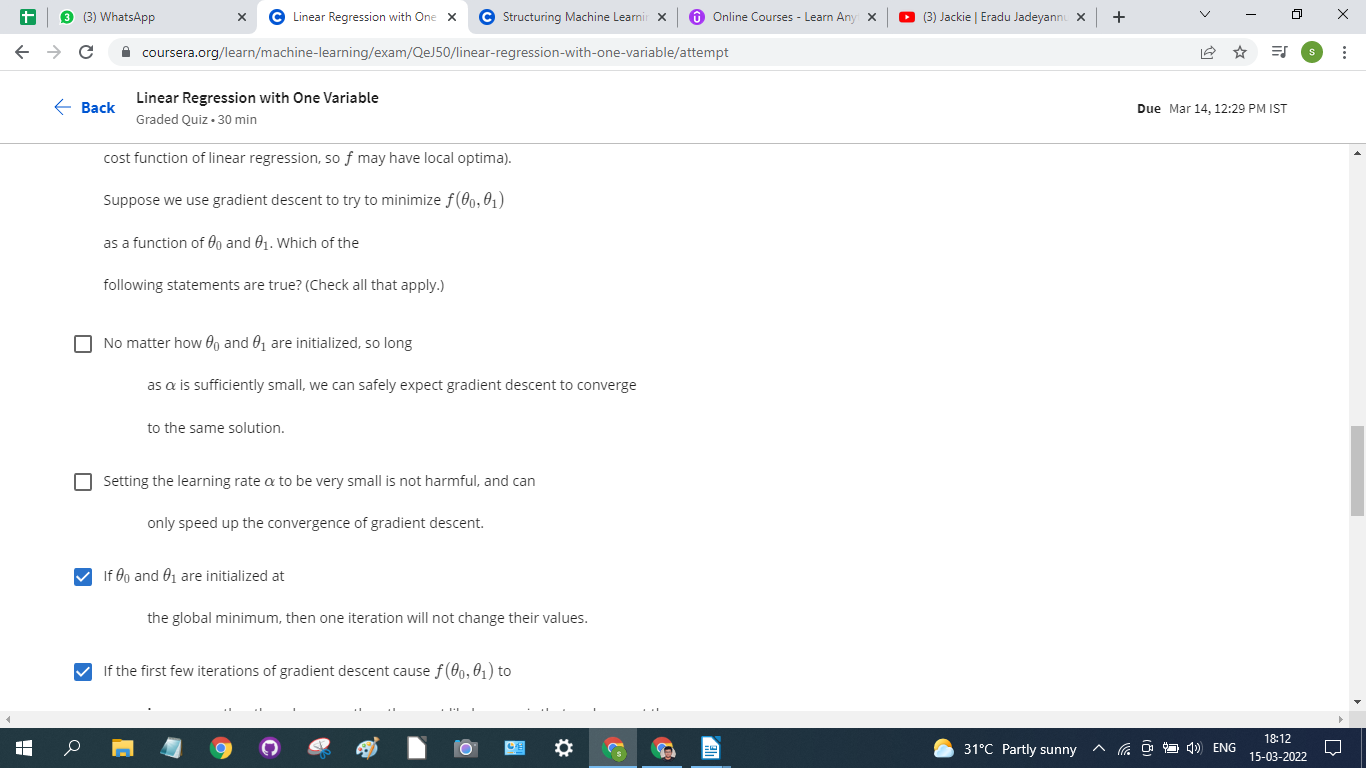 (3) WhatsApp
Linear Regression with One
Structuring Machine Learni
Online Courses - Learn Any
(3) Jackie | Eradu Jadeyannu
coursera.org/learn/machine-learning/exam/QeJ50/linear-regression-with-one-variable/attempt
S
Back
Linear Regression with One Variable
Graded Quiz • 30 min
Due Mar 14, 12:29 PM IST
cost function of linear regression, so f may have local optima).
Suppose we use gradient descent to try to minimize f(θ₀, θ₁)
as a function of θ₀ and θ₁. Which of the
following statements are true? (Check all that apply.)
No matter how θ₀ and θ₁ are initialized, so long
as α is sufficiently small, we can safely expect gradient descent to converge
to the same solution.
Setting the learning rate α to be very small is not harmful, and can
only speed up the convergence of gradient descent.
If θ₀ and θ₁ are initialized at
the global minimum, then one iteration will not change their values.
If the first few iterations of gradient descent cause f(θ₀, θ₁) to
31°C Partly sunny
ENG
18:12
15-03-2022